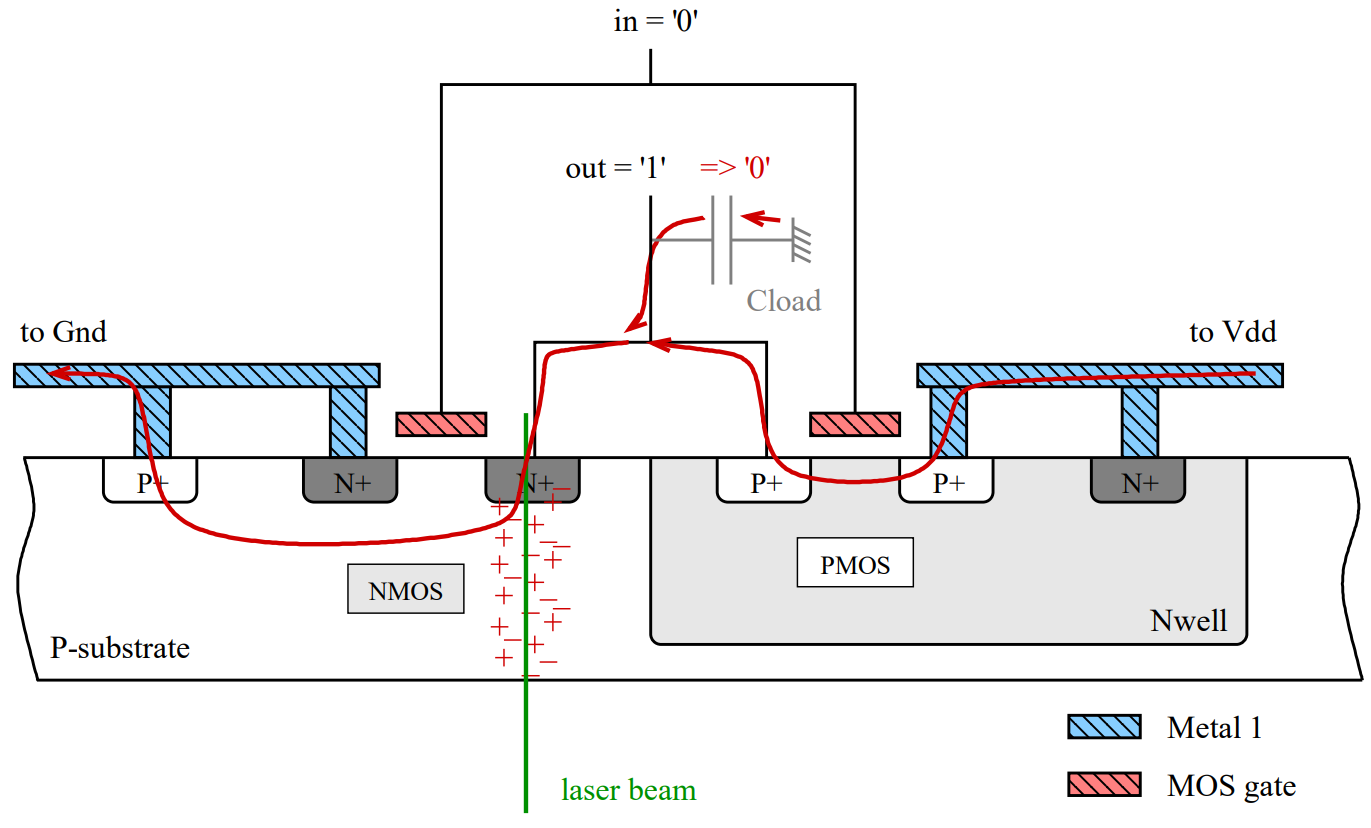 in = '0'
out = '1' => '0'
Cload
to Gnd
to Vdd
P+
N+
N+
P+
P+
N+
NMOS
PMOS
Nwell
P-substrate
Metal 1
laser beam
MOS gate